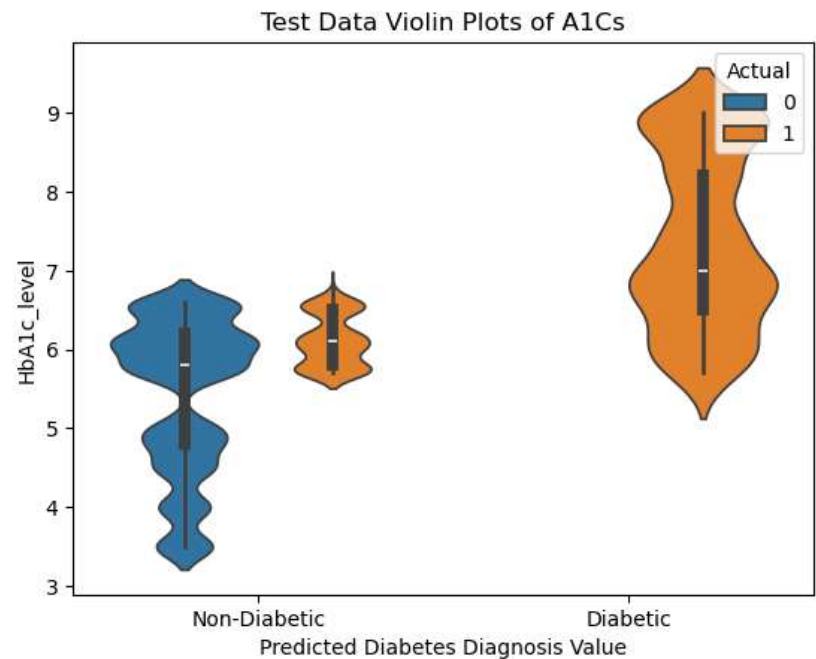 Test Data Violin Plots of A1Cs
Actual
0
1
HbA1c_level
9
8
7
6
5
4
3
Non-Diabetic Diabetic
Predicted Diabetes Diagnosis Value